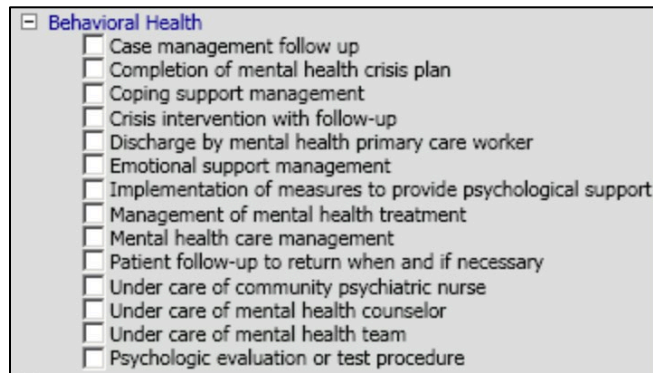 Behavioral Health
Case management follow up
Completion of mental health crisis plan
Coping support management
Crisis intervention with follow-up
Discharge by mental health primary care worker
Emotional support management
Implementation of measures to provide psychological support
Management of mental health treatment
Mental health care management
Patient follow-up to return when and if necessary
Under care of community psychiatric nurse
Under care of mental health counselor
Under care of mental health team
Psychologic evaluation or test procedure